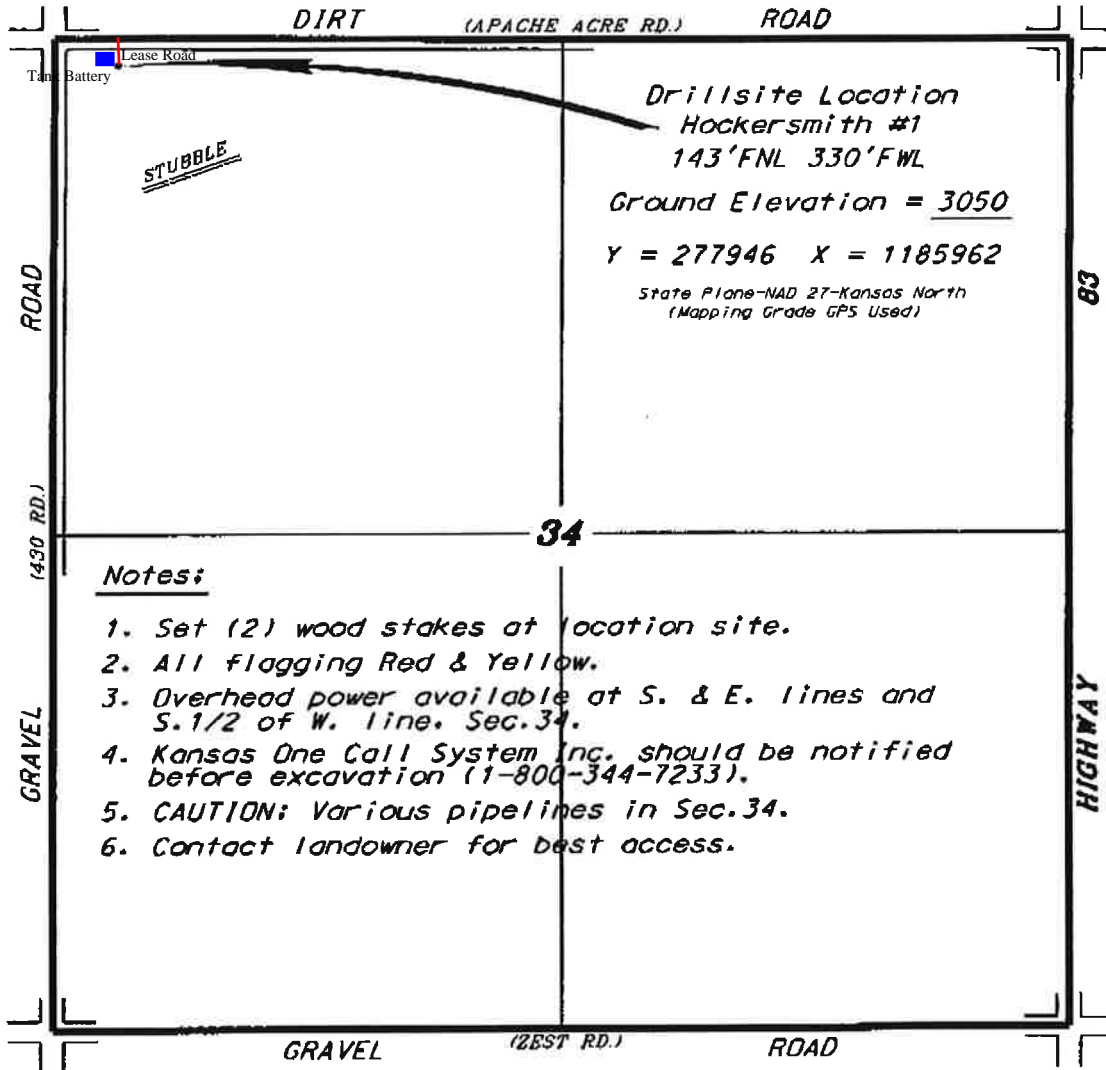 DIRT (APACHE ACRE RD.) ROAD
Lease Road
Tank Battery
STUBBLE
Drillsite Location
Hockersmith #1
143'FNL 330'FWL
Ground Elevation = 3050
Y = 277946 X = 1185962
State Plane-NAD 27-Kansas North
(Mapping Grade GPS Used)
ROAD
(430 RD.)
GRAVEL
83
HIGHWAY
34
Notes:
1. Set (2) wood stakes at location site.
2. All flagging Red & Yellow.
3. Overhead power available at S. & E. lines and
S.1/2 of W. line. Sec.34.
4. Kansas One Call System Inc. should be notified
before excavation (1-800-344-7233).
5. CAUTION: Various pipelines in Sec.34.
6. Contact landowner for best access.
GRAVEL (ZEST RD.) ROAD